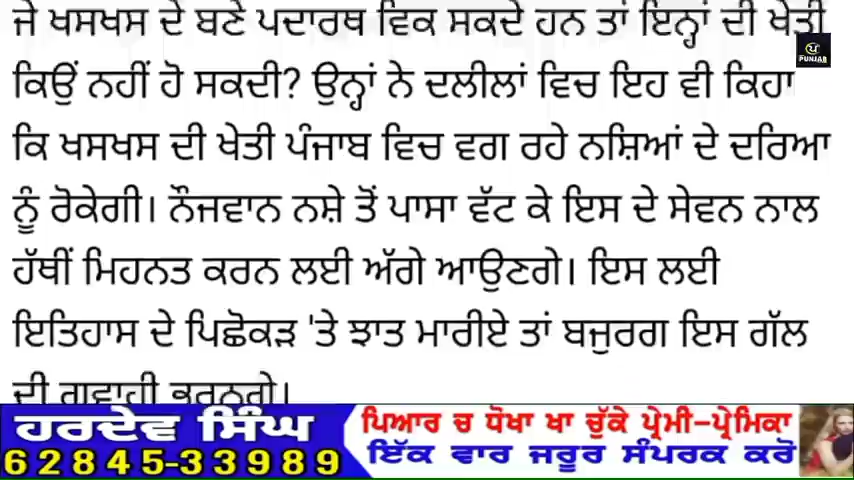 ਜੇ ਖਸਖਸ ਦੇ ਬਣੇ ਪਦਾਰਥ ਵਿਕ ਸਕਦੇ ਹਨ ਤਾਂ ਇਨ੍ਹਾਂ ਦੀ ਖੇਤੀ
ਕਿਉਂ ਨਹੀਂ ਹੋ ਸਕਦੀ? ਉਨ੍ਹਾਂ ਨੇ ਦਲੀਲਾਂ ਵਿਚ ਇਹ ਵੀ ਕਿਹਾ
ਕਿ ਖਸਖਸ ਦੀ ਖੇਤੀ ਪੰਜਾਬ ਵਿਚ ਵਗ ਰਹੇ ਨਸ਼ਿਆਂ ਦੇ ਦਰਿਆ
ਨੂੰ ਰੋਕੇਗੀ। ਨੌਜਵਾਨ ਨਸ਼ੇ ਤੋਂ ਪਾਸਾ ਵੱਟ ਕੇ ਇਸ ਦੇ ਸੇਵਨ ਨਾਲ
ਹੱਥੀਂ ਮਿਹਨਤ ਕਰਨ ਲਈ ਅੱਗੇ ਆਉਣਗੇ। ਇਸ ਲਈ
ਇਤਿਹਾਸ ਦੇ ਪਿਛੋਕੜ 'ਤੇ ਝਾਤ ਮਾਰੀਏ ਤਾਂ ਬਜੁਰਗ ਇਸ ਗੱਲ
ਦੀ ਗਵਾਹੀ ਭਰਨਗੇ।
ਪ
PUNJAB
ਹਰਦੇਵ ਸਿੰਘ
62845-33989
ਪਿਆਰ ਚ ਧੋਖਾ ਖਾ ਚੁੱਕੇ ਪ੍ਰੇਮੀ-ਪ੍ਰੇਮਿਕਾ
ਇੱਕ ਵਾਰ ਜਰੂਰ ਸੰਪਰਕ ਕਰੋ